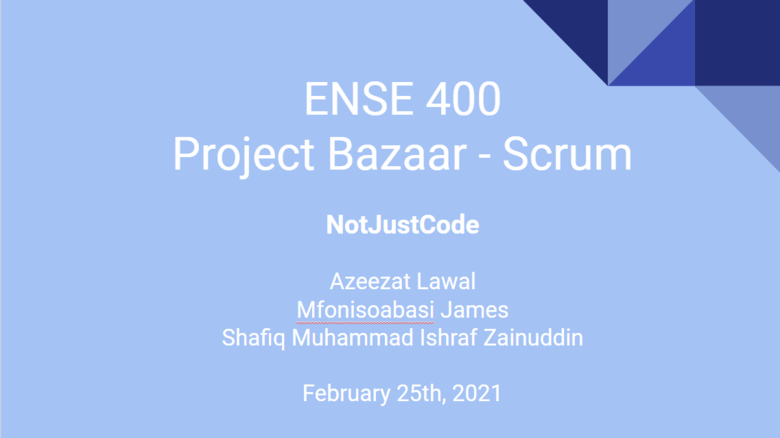 ENSE 400
Project Bazaar - Scrum
NotJustCode
Azeezat Lawal
Mfonisoabasi James
Shafiq Muhammad Ishraf Zainuddin
February 25th, 2021